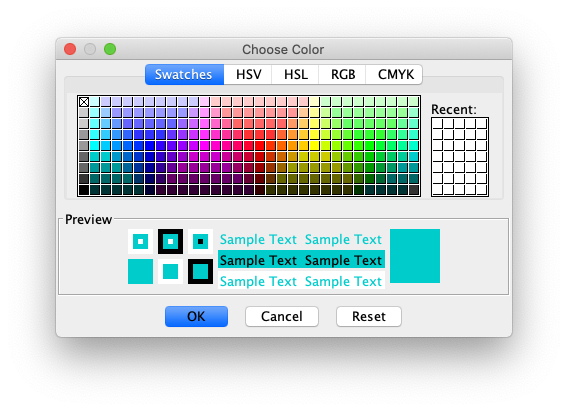 Choose Color
Swatches HSV HSL RGB CMYK
Recent:
Preview
Sample Text Sample Text
Sample Text Sample Text
Sample Text Sample Text
OK Cancel Reset